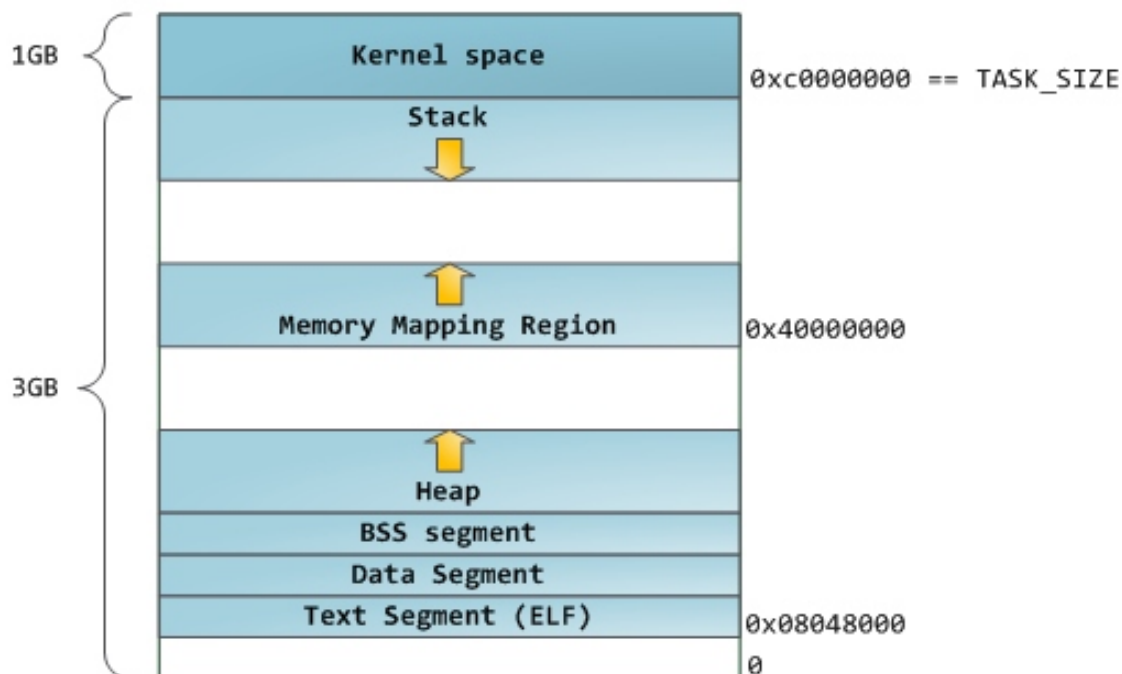 1GB
Kernel space
0xc0000000 == TASK_SIZE
Stack
Memory Mapping Region
0x40000000
3GB
Heap
BSS segment
Data Segment
Text Segment (ELF)
0x08048000
0